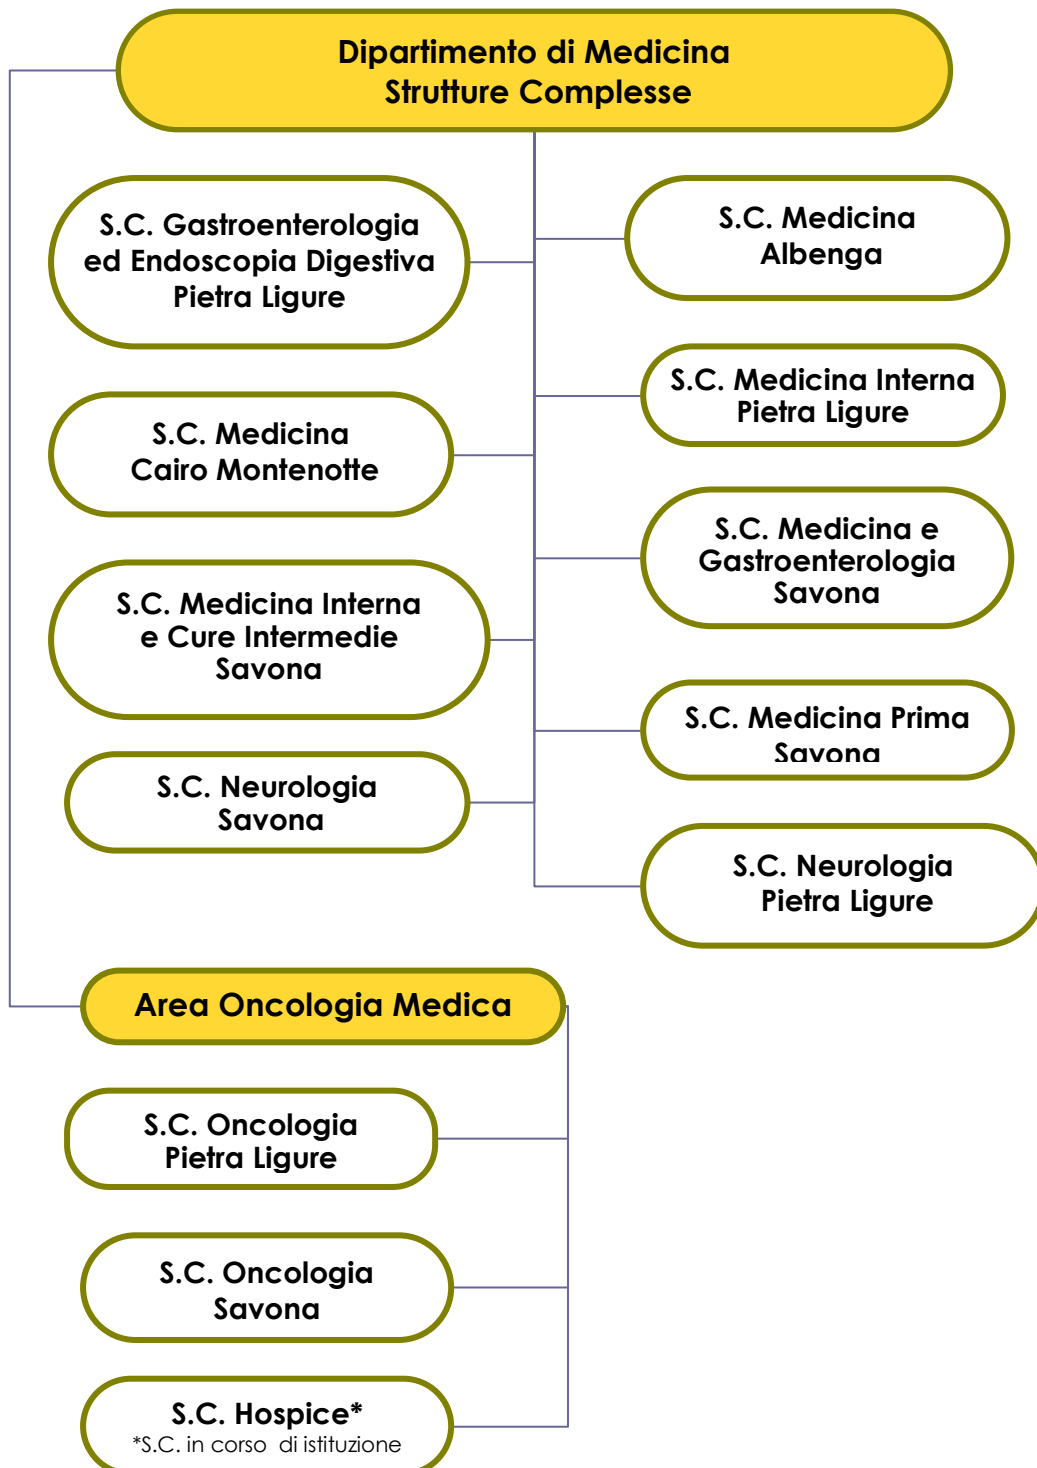 Dipartimento di Medicina
Strutture Complesse
S.C. Gastroenterologia
ed Endoscopia Digestiva
Pietra Ligure
S.C. Medicina
Albenga
S.C. Medicina Interna
Pietra Ligure
S.C. Medicina
Cairo Montenotte
S.C. Medicina e
Gastroenterologia
Savona
S.C. Medicina Interna
e Cure Intermedie
Savona
S.C. Medicina Prima
Savona
S.C. Neurologia
Savona
S.C. Neurologia
Pietra Ligure
Area Oncologia Medica
S.C. Oncologia
Pietra Ligure
S.C. Oncologia
Savona
S.C. Hospice*
*S.C. in corso di istituzione